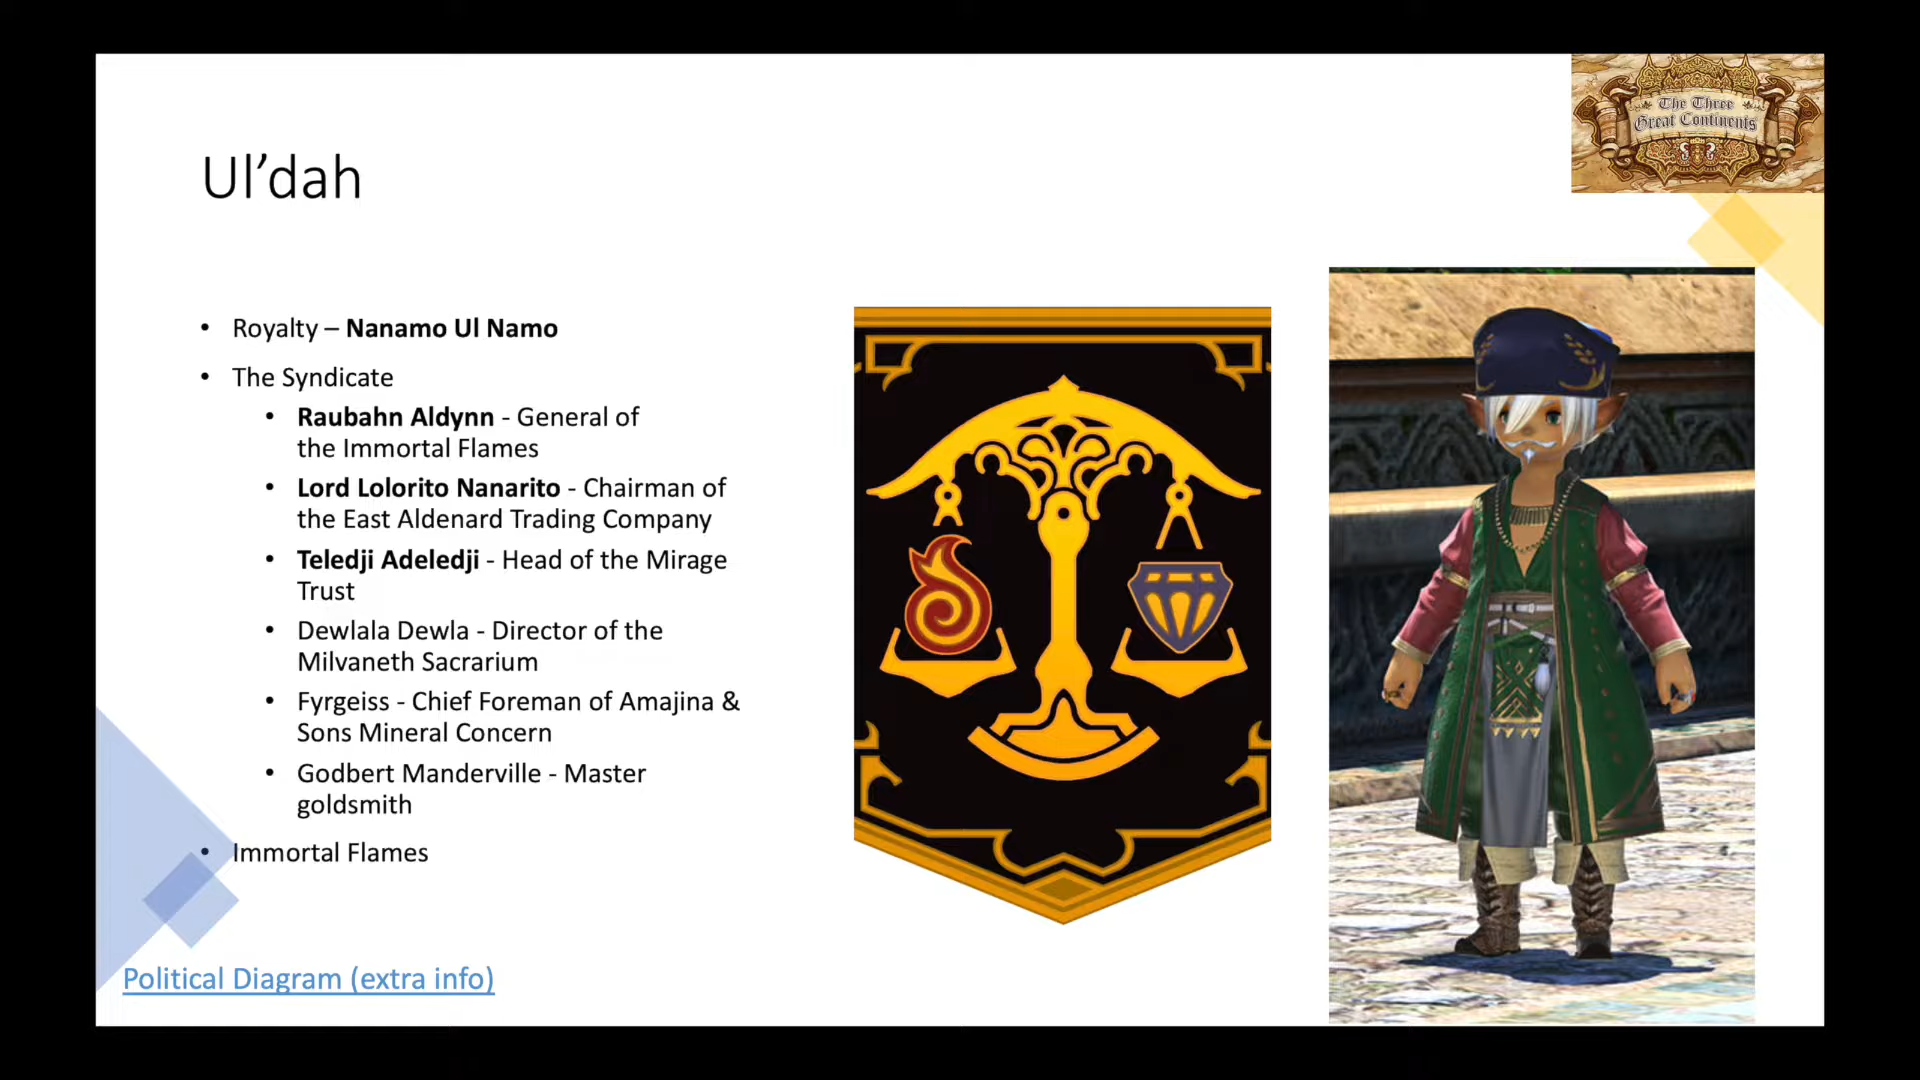 The Three
Great Continents
Ul’dah
• Royalty – Nanamo Ul Namo
• The Syndicate
• Raubahn Aldynn - General of
the Immortal Flames
• Lord Lolorito Nanarito - Chairman of
the East Aldenard Trading Company
• Teledji Adeledji - Head of the Mirage
Trust
• Dewlala Dewla - Director of the
Milvaneth Sacrarium
• Fyrgeiss - Chief Foreman of Amajina &
Sons Mineral Concern
• Godbert Manderville - Master
goldsmith
• Immortal Flames
Political Diagram (extra info)